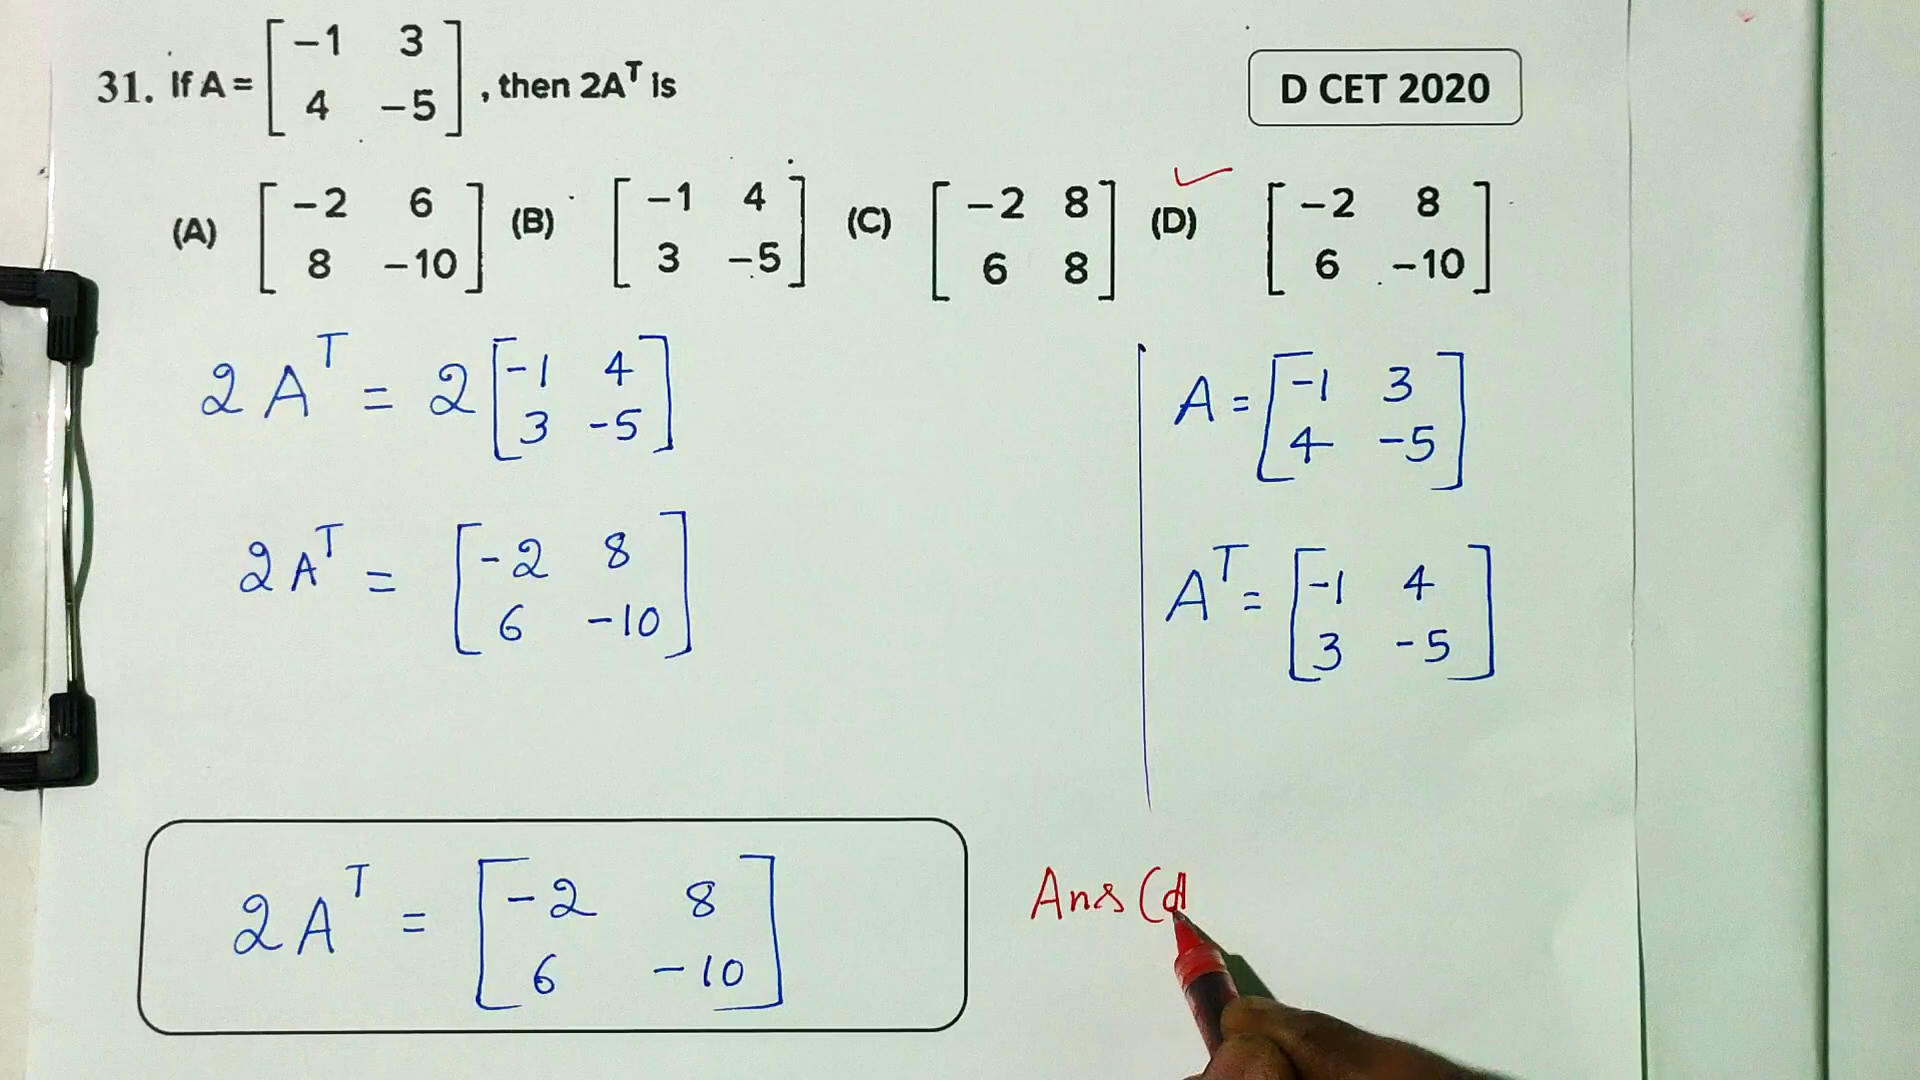 31. If A = [ -1 3 ; 4 -5 ] , then 2Aᵀ is
D CET 2020
(A) [ -2 6 ; 8 -10 ] (B) [ -1 4 ; 3 -5 ] (C) [ -2 8 ; 6 8 ] (D) [ -2 8 ; 6 -10 ]
2Aᵀ = 2 [ -1 4 ; 3 -5 ]
2Aᵀ = [ -2 8 ; 6 -10 ]
A = [ -1 3 ; 4 -5 ]
Aᵀ = [ -1 4 ; 3 -5 ]
2Aᵀ = [ -2 8 ; 6 -10 ]
Ans (d